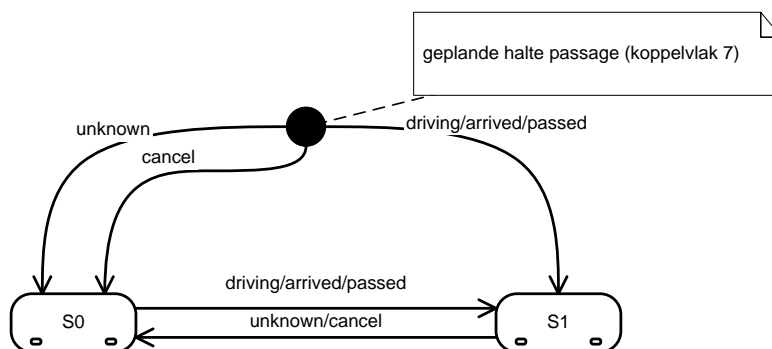 geplande halte passage (koppelvlak 7)
unknown
driving/arrived/passed
cancel
driving/arrived/passed
S0
unknown/cancel
S1